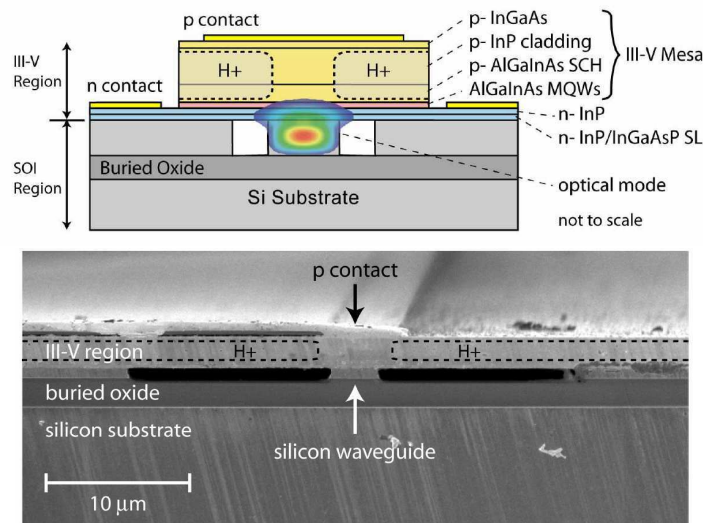 p contact
p- InGaAs
p- InP cladding
p- AlGaInAs SCH
AlGaInAs MQWs
III-V Mesa
III-V
Region
H+
H+
n contact
n- InP
n- InP/InGaAsP SL
SOI
Region
Buried Oxide
Si Substrate
optical mode
not to scale
p contact
III-V region
H+
H+
buried oxide
silicon substrate
silicon waveguide
10 μm